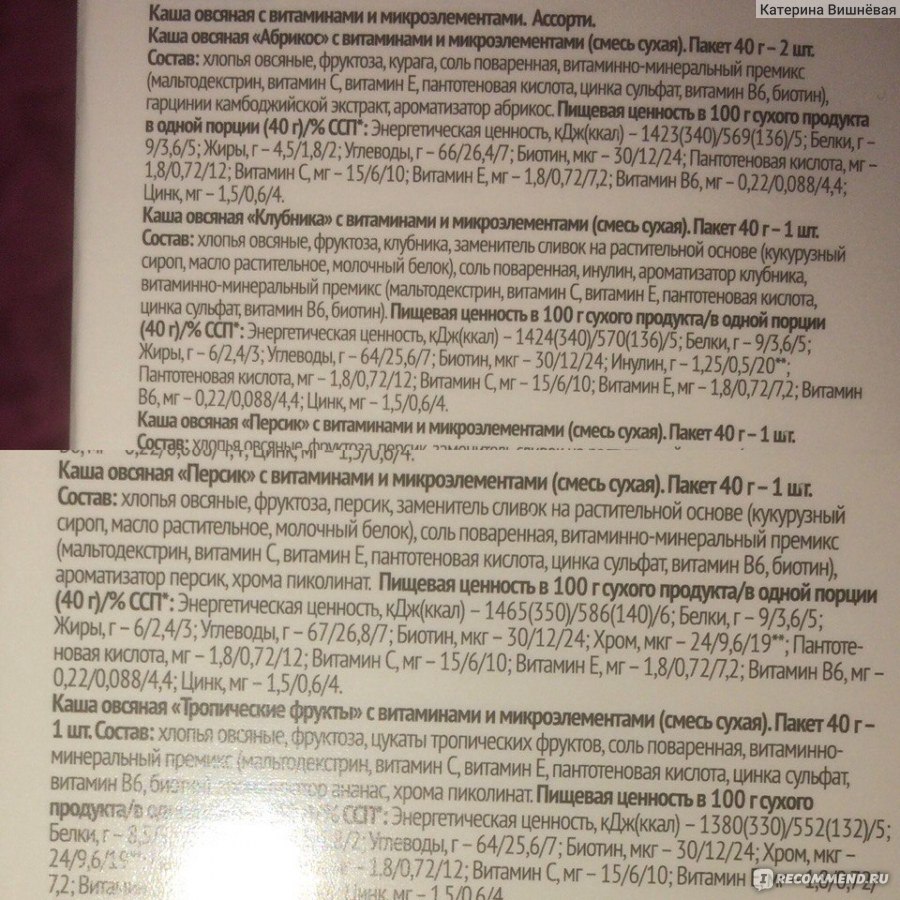 Катерина Вишнёвая
Каша овсяная с витаминами и микроэлементами. Ассорти.
Каша овсяная «Абрикос» с витаминами и микроэлементами (смесь сухая). Пакет 40 г – 2 шт.
Состав: хлопья овсяные, фруктоза, курага, соль поваренная, витаминно-минеральный премикс
(мальтодекстрин, витамин С, витамин Е, пантотеновая кислота, цинка сульфат, витамин В6, биотин),
гарцинии камбоджийской экстракт, ароматизатор абрикос. Пищевая ценность в 100 г сухого продукта
в одной порции (40 г)/% ССП*: Энергетическая ценность, кДж(ккал) – 1423(340)/569(136)/5; Белки, г –
9/3,6/5; Жиры, г – 4,5/1,8/2; Углеводы, г – 66/26,4/7; Биотин, мкг – 30/12/24; Пантотеновая кислота, мг –
1,8/0,72/12; Витамин С, мг – 15/6/10; Витамин Е, мг – 1,8/0,72/7,2; Витамин В6, мг – 0,22/0,088/4,4;
Цинк, мг – 1,5/0,6/4.
Каша овсяная «Клубника» с витаминами и микроэлементами (смесь сухая). Пакет 40 г – 1 шт.
Состав: хлопья овсяные, фруктоза, клубника, заменитель сливок на растительной основе (кукурузный
сироп, масло растительное, молочный белок), соль поваренная, инулин, ароматизатор клубника,
витаминно-минеральный премикс (мальтодекстрин, витамин С, витамин Е, пантотеновая кислота,
цинка сульфат, витамин В6, биотин). Пищевая ценность в 100 г сухого продукта/в одной порции
(40 г)/% ССП*: Энергетическая ценность, кДж(ккал) – 1424(340)/570(136)/5; Белки, г – 9/3,6/5;
Жиры, г – 6/2,4/3; Углеводы, г – 64/25,6/7; Биотин, мкг – 30/12/24; Инулин, г – 1,25/0,5/20**;
Пантотеновая кислота, мг – 1,8/0,72/12; Витамин С, мг – 15/6/10; Витамин Е, мг – 1,8/0,72/7,2; Витамин
В6, мг – 0,22/0,088/4,4; Цинк, мг – 1,5/0,6/4.
Каша овсяная «Персик» с витаминами и микроэлементами (смесь сухая). Пакет 40 г – 1 шт.
Состав: хлопья овсяные, фруктоза, персик, заменитель сливок
Каша овсяная «Персик» с витаминами и микроэлементами (смесь сухая). Пакет 40 г – 1 шт.
Состав: хлопья овсяные, фруктоза, персик, заменитель сливок на растительной основе (кукурузный
сироп, масло растительное, молочный белок), соль поваренная, витаминно-минеральный премикс
(мальтодекстрин, витамин С, витамин Е, пантотеновая кислота, цинка сульфат, витамин В6, биотин),
ароматизатор персик, хрома пиколинат. Пищевая ценность в 100 г сухого продукта/в одной порции
(40 г)/% ССП*: Энергетическая ценность, кДж(ккал) – 1465(350)/586(140)/6; Белки, г – 9/3,6/5;
Жиры, г – 6/2,4/3; Углеводы, г – 67/26,8/7; Биотин, мкг – 30/12/24; Хром, мкг – 24/9,6/19**; Пантоте-
новая кислота, мг – 1,8/0,72/12; Витамин С, мг – 15/6/10; Витамин Е, мг – 1,8/0,72/7,2; Витамин В6, мг –
0,22/0,088/4,4; Цинк, мг – 1,5/0,6/4.
Каша овсяная «Тропические фрукты» с витаминами и микроэлементами (смесь сухая). Пакет 40 г –
1 шт. Состав: хлопья овсяные, фруктоза, цукаты тропических фруктов, соль поваренная, витаминно-
минеральный премикс (мальтодекстрин, витамин С, витамин Е, пантотеновая кислота, цинка сульфат,
витамин В6, ананас, хрома пиколинат. Пищевая ценность в 100 г сухого
продукта/в ССП*: Энергетическая ценность, кДж(ккал) – 1380(330)/552(132)/5;
Белки, г – Углеводы, г – 64/25,6/7; Биотин, мкг – 30/12/24; Хром, мкг –
24/9,6/19** – 1,8/0,72/12; Витамин С, мг – 15/6/10; Витамин
7,2; Цинк, мг – 1,5/0,6/4.
IRECOMMEND.RU